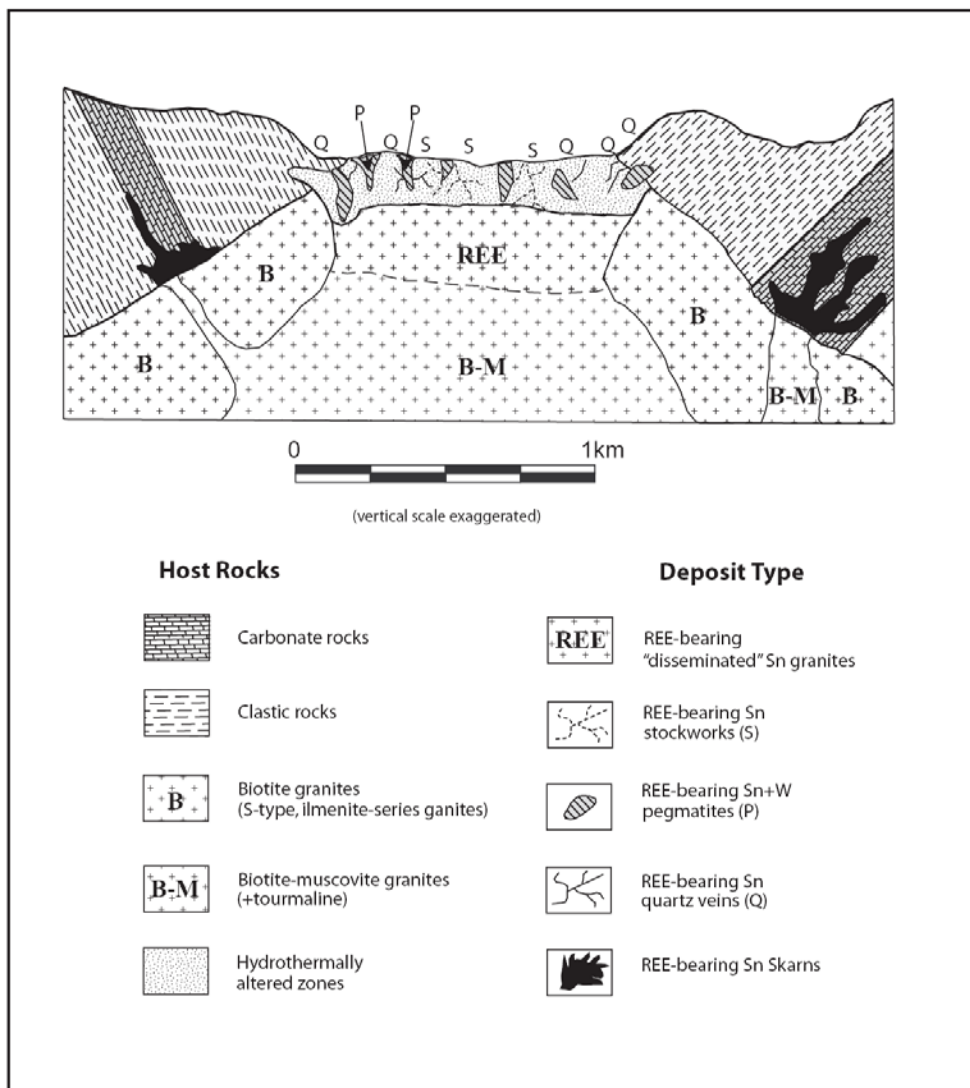 P P
Q Q S S S Q Q Q
REE
B B
B-M
B B-M B
0 1km
(vertical scale exaggerated)
Host Rocks
Carbonate rocks
Clastic rocks
B
Biotite granites
(S-type, ilmenite-series ganites)
B-M
Biotite-muscovite granites
(+tourmaline)
Hydrothermally
altered zones
Deposit Type
REE
REE-bearing
“disseminated” Sn granites
REE-bearing Sn
stockworks (S)
REE-bearing Sn+W
pegmatites (P)
REE-bearing Sn
quartz veins (Q)
REE-bearing Sn Skarns